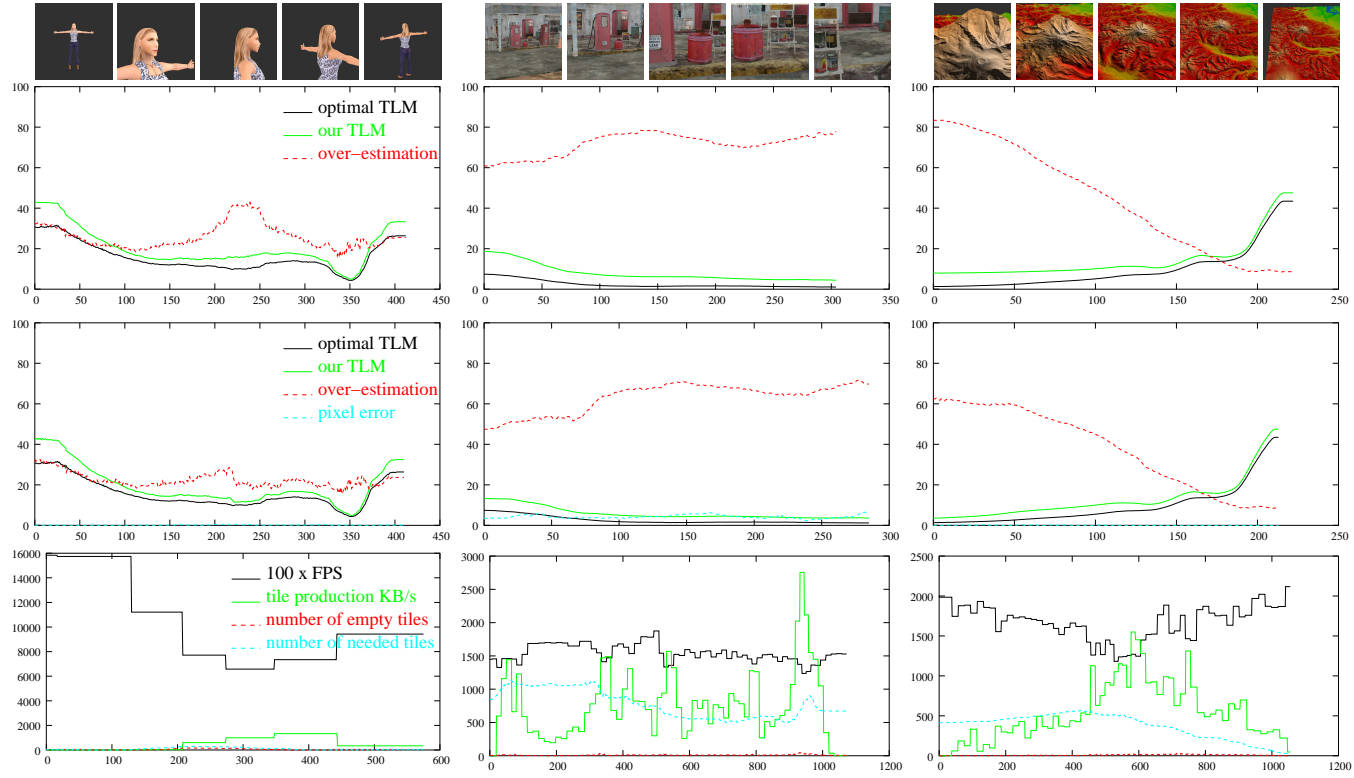 100
80
60
40
20
0
0 50 100 150 200 250 300 350 400 450
optimal TLM
our TLM
over−estimation
100
80
60
40
20
0
0 50 100 150 200 250 300 350
100
80
60
40
20
0
0 50 100 150 200 250
100
80
60
40
20
0
0 50 100 150 200 250 300 350 400 450
optimal TLM
our TLM
over−estimation
pixel error
100
80
60
40
20
0
0 50 100 150 200 250 300
100
80
60
40
20
0
0 50 100 150 200 250
16000
14000
12000
10000
8000
6000
4000
2000
0
0 100 200 300 400 500 600
100 x FPS
tile production KB/s
number of empty tiles
number of needed tiles
3000
2500
2000
1500
1000
500
0
0 200 400 600 800 1000 1200
2500
2000
1500
1000
500
0
0 200 400 600 800 1000 1200